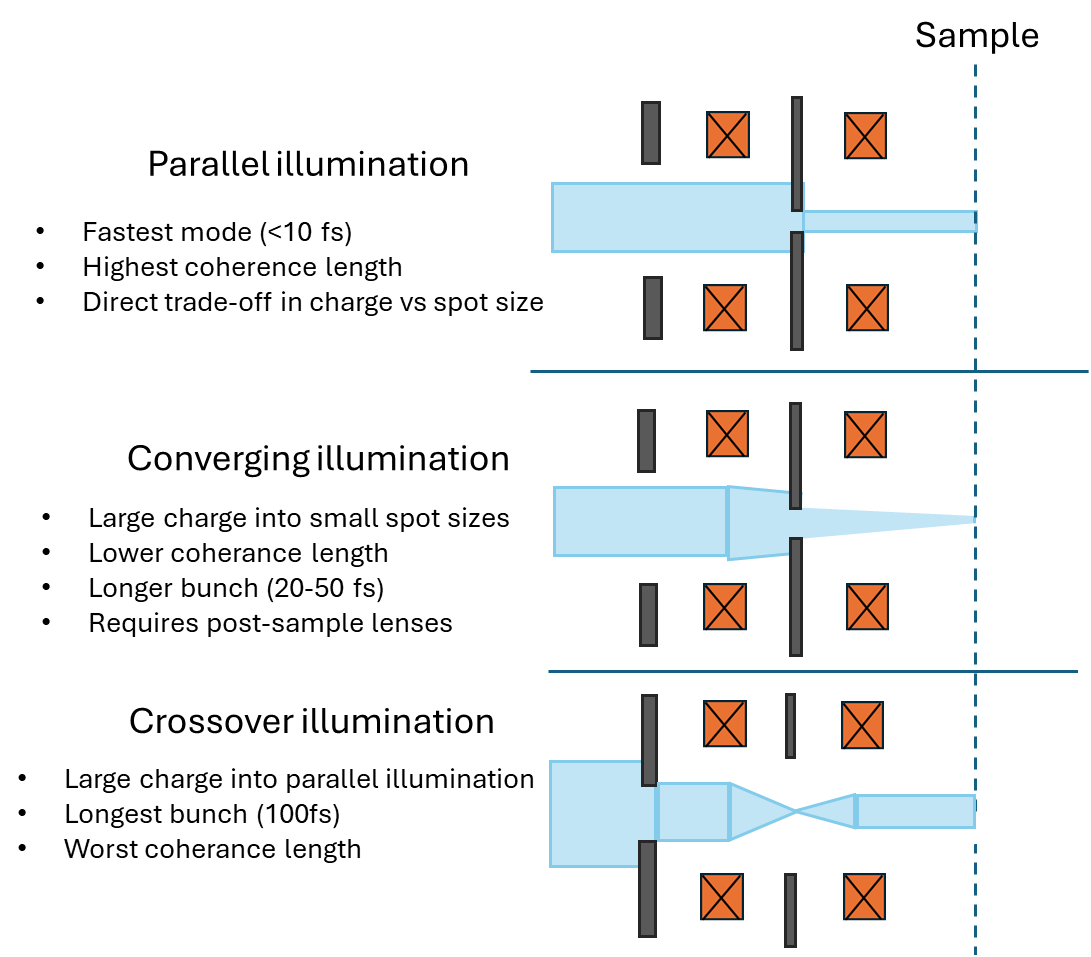 Sample
Parallel illumination
• Fastest mode (<10 fs)
• Highest coherence length
• Direct trade-off in charge vs spot size
Converging illumination
• Large charge into small spot sizes
• Lower coherance length
• Longer bunch (20-50 fs)
• Requires post-sample lenses
Crossover illumination
• Large charge into parallel illumination
• Longest bunch (100fs)
• Worst coherance length